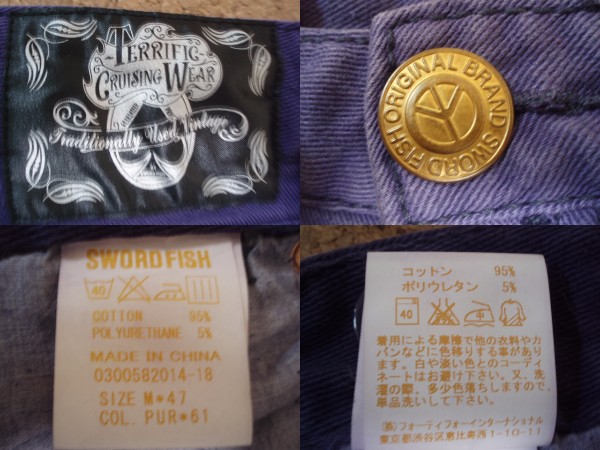 TERRIFIC
CRUISING WEAR
Traditionally Used Vintage
SWORD FISH ORIGINAL BRAND
SWORD FISH
40
COTTON 95%
POLYURETHANE 5%
MADE IN CHINA
0300582014-18
SIZE M*47
COL. PUR*61
コットン 95%
ポリウレタン 5%
40 中
着用による摩擦で他の衣料やカ
バンなどに色移りする事があり
ます。白や淡い色とのコーディ
ネートはお避け下さい。又、洗
濯の際、多少色落ちしますので、
単品洗いして下さい。
(株)フォーティフォーインターナショナル
東京都渋谷区恵比寿南1-10-11